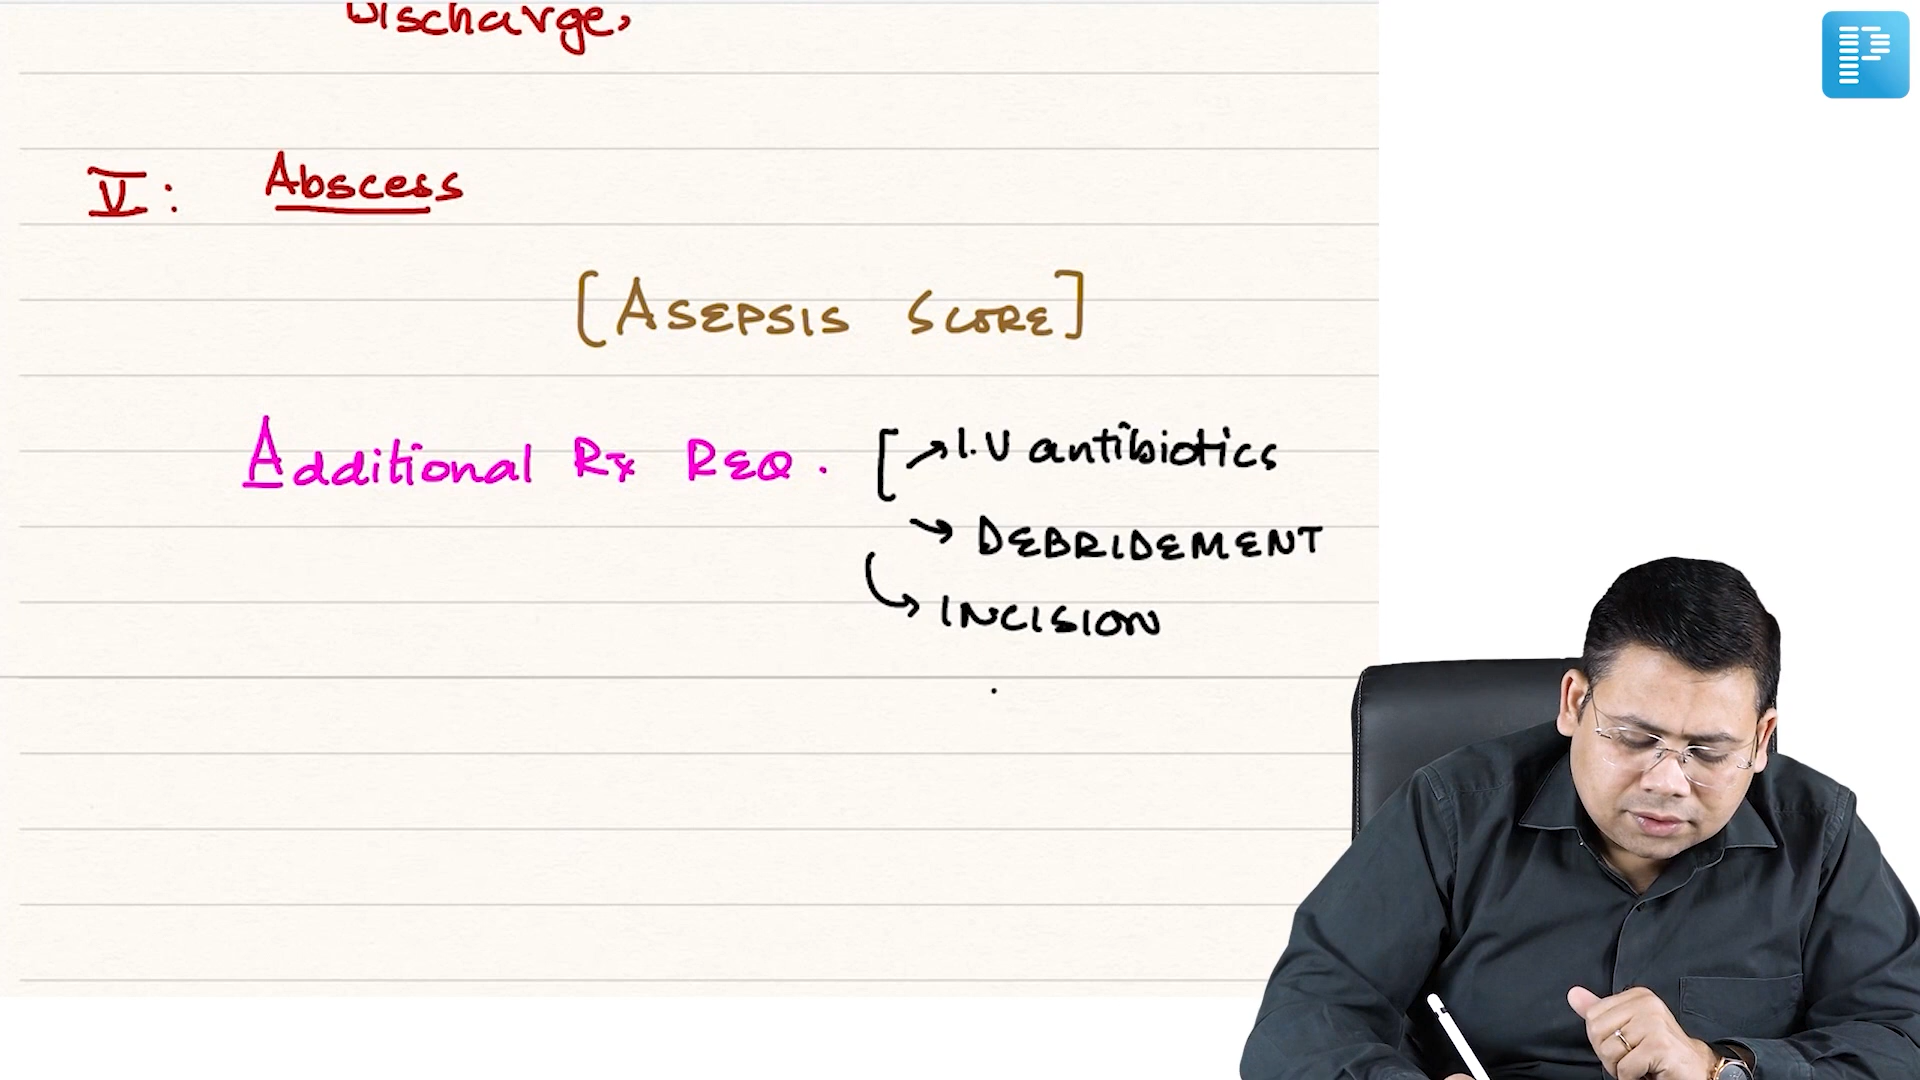 Discharge,
V: Abscess
[ASEPSIS SCORE]
Additional Rx REQ. [→ I.V antibiotics
→ DEBRIDEMENT
→ INCISION